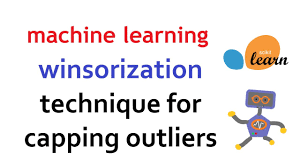 machine learning
winsorization
technique for
capping outliers
learn